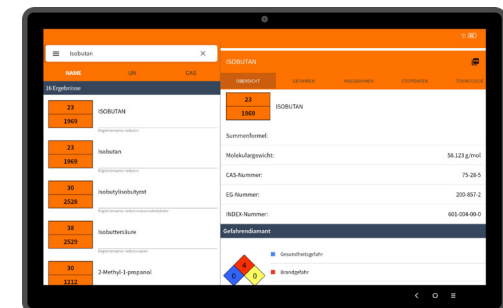 Isobutan
NAME UN CAS
16 Ergebnisse
23
1969
ISOBUTAN
23
1969
Isobutan
30
2528
Isobutylisobutyrat
38
2529
Isobuttersäure
30
1212
2-Methyl-1-propanol
ISOBUTAN
ÜBERSICHT GEFAHREN MASSNAHMEN STOFFDATEN
23
1969
ISOBUTAN
Summenformel:
Molekulargewicht: 58.123 g/mol
CAS-Nummer: 75-28-5
EG-Nummer: 200-857-2
INDEX-Nummer: 601-004-00-0
Gefahrendiamant
4
0 0
Gesundheitsgefahr
Brandgefahr